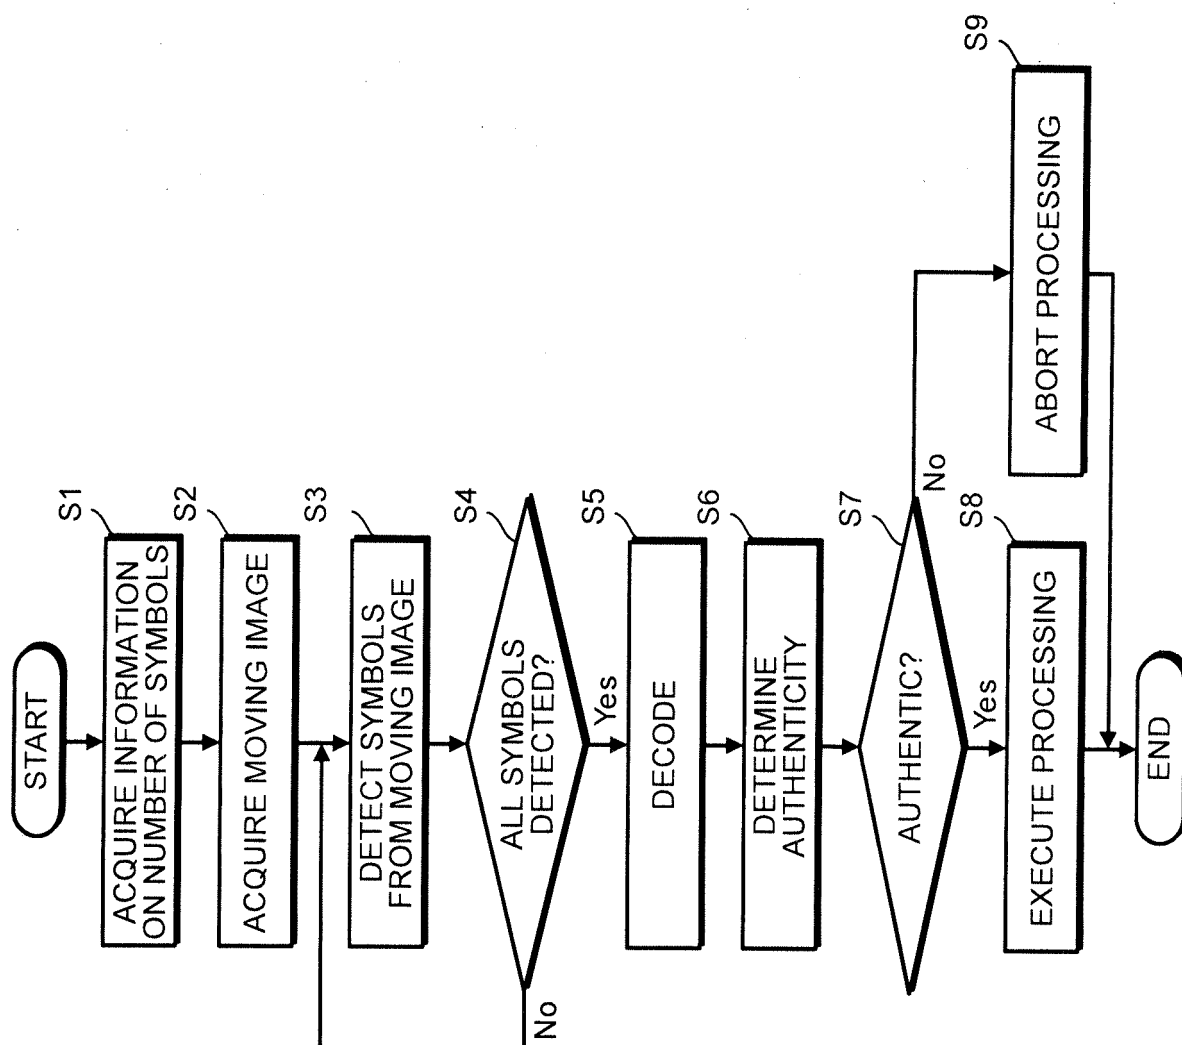 START
S1
ACQUIRE INFORMATION
ON NUMBER OF SYMBOLS
S2
ACQUIRE MOVING IMAGE
S3
DETECT SYMBOLS
FROM MOVING IMAGE
S4
ALL SYMBOLS
DETECTED?
No
Yes
S5
DECODE
S6
DETERMINE
AUTHENTICITY
S7
AUTHENTIC?
No
Yes
S8
EXECUTE PROCESSING
S9
ABORT PROCESSING
END